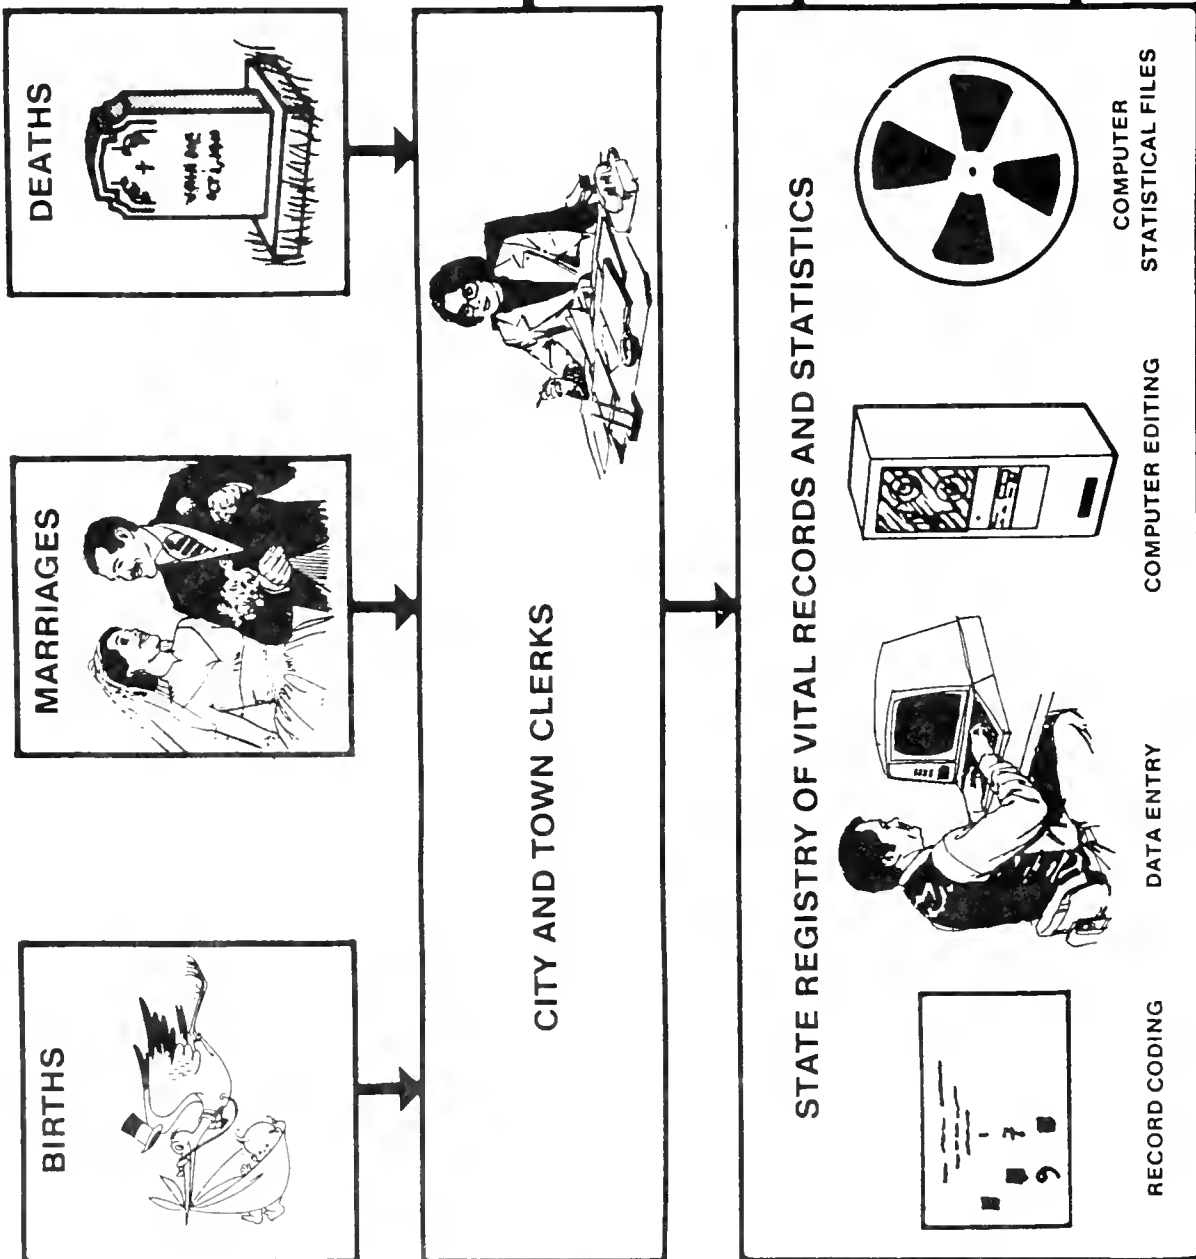 BIRTHS
MARRIAGES
DEATHS
CITY AND TOWN CLERKS
STATE REGISTRY OF VITAL RECORDS AND STATISTICS
RECORD CODING
DATA ENTRY
COMPUTER EDITING
COMPUTER
STATISTICAL FILES